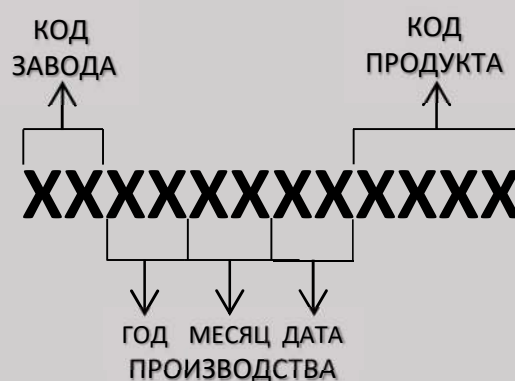 КОД
ЗАВОДА
КОД
ПРОДУКТА
XXXXXXXXXXXX
ГОД МЕСЯЦ ДАТА
ПРОИЗВОДСТВА